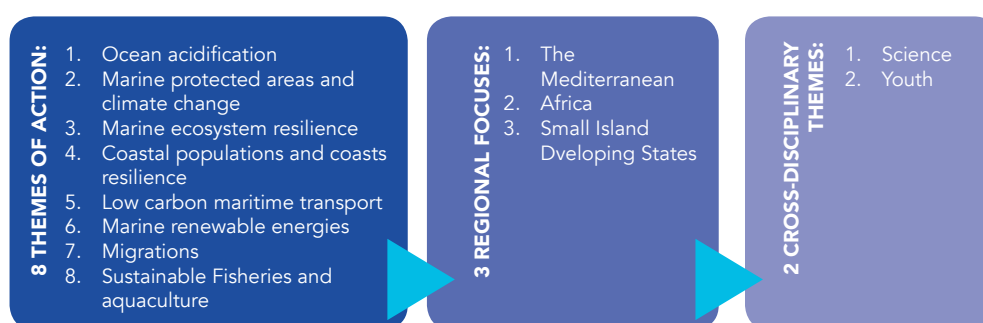 8 THEMES OF ACTION:
1. Ocean acidification
2. Marine protected areas and
climate change
3. Marine ecosystem resilience
4. Coastal populations and coasts
resilience
5. Low carbon maritime transport
6. Marine renewable energies
7. Migrations
8. Sustainable Fisheries and
aquaculture
3 REGIONAL FOCUSES:
1. The
Mediterranean
2. Africa
3. Small Island
Dveloping States
2 CROSS-DISCIPLINARY
THEMES:
1. Science
2. Youth